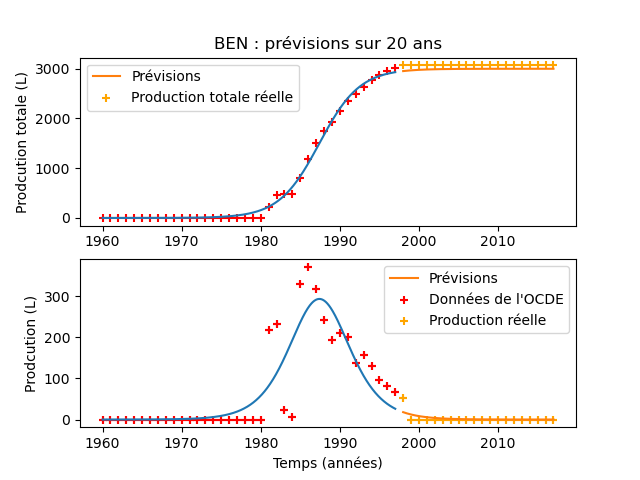 BEN : prévisions sur 20 ans
Prodcution totale (L)
3000
2000
1000
0
Prévisions
Production totale réelle
1960 1970 1980 1990 2000 2010
Prodcution (L)
300
200
100
0
Prévisions
Données de l'OCDE
Production réelle
1960 1970 1980 1990 2000 2010
Temps (années)